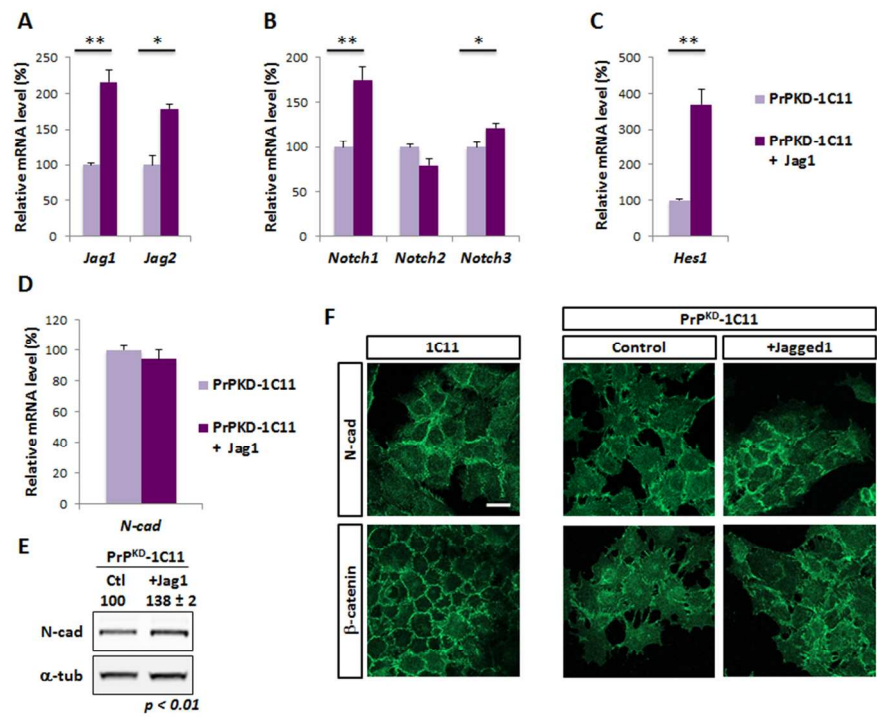 A
** *
Relative mRNA level (%)
250
200
150
100
50
0
Jag1 Jag2
B
** *
Relative mRNA level (%)
200
150
100
50
0
Notch1 Notch2 Notch3
C
**
Relative mRNA level (%)
500
400
300
200
100
0
Hes1
PrPKD-1C11
PrPKD-1C11
+ Jag1
D
Relative mRNA level (%)
120
100
80
60
40
20
0
N-cad
PrPKD-1C11
PrPKD-1C11
+ Jag1
E
PrPKD-1C11
Ctl +Jag1
100 138 ± 2
N-cad
α-tub
p < 0.01
F
PrPKD-1C11
1C11 Control +Jagged1
N-cad
β-catenin